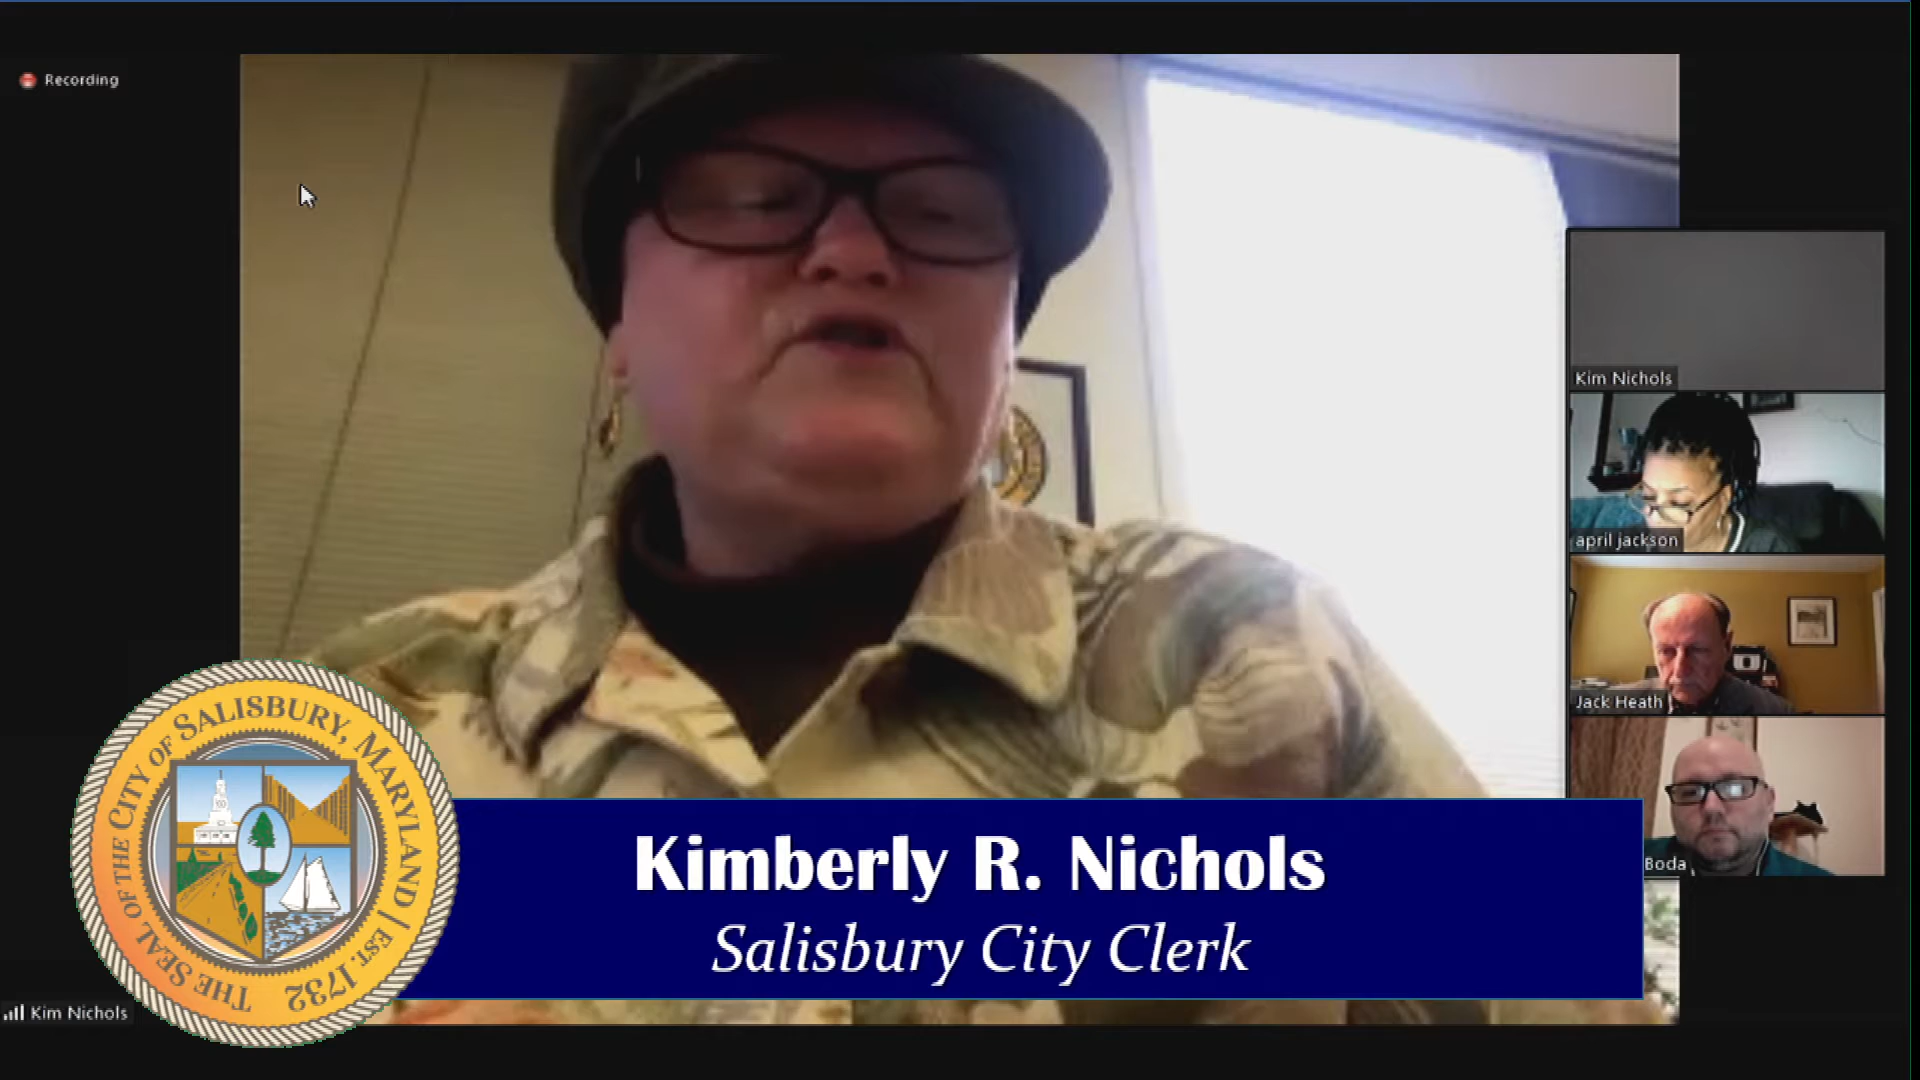 Recording
Kim Nichols
april jackson
Jack Heath
Boda
THE SEAL OF THE CITY OF SALISBURY, MARYLAND | EST. 1732
Kimberly R. Nichols
Salisbury City Clerk
Kim Nichols